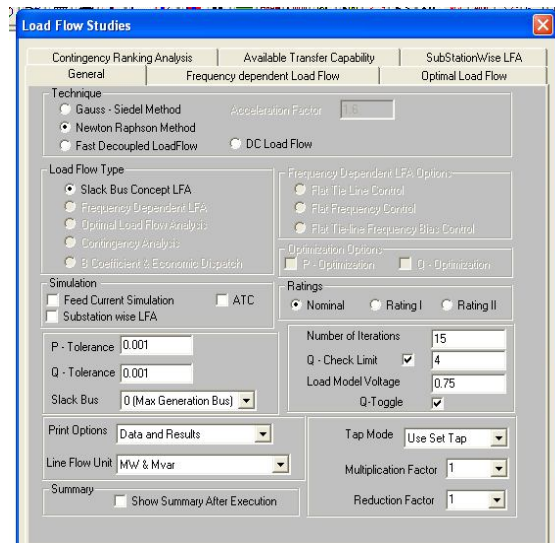 Load Flow Studies
Contingency Ranking Analysis
Available Transfer Capability
SubStationWise LFA
General
Frequency dependent Load Flow
Optimal Load Flow
Technique
Gauss - Siedel Method
Acceleration Factor
1.6
Newton Raphson Method
Fast Decoupled LoadFlow
DC Load Flow
Load Flow Type
Slack Bus Concept LFA
Frequency Dependent LFA
Optimal Load Flow Analysis
Contingency Analysis
B Coefficient & Economic Dispatch
Frequency Dependent LFA Options
Flat Tie Line Control
Flat Frequency Control
Flat Tie-line Frequency Bias Control
Optimization Options
P - Optimization
Q - Optimization
Simulation
Feed Current Simulation
ATC
Substation wise LFA
Ratings
Nominal
Rating I
Rating II
P - Tolerance 0.001
Q - Tolerance 0.001
Slack Bus 0 (Max Generation Bus)
Number of Iterations 15
Q - Check Limit 4
Load Model Voltage 0.75
Q-Toggle
Print Options Data and Results
Line Flow Unit MW & Mvar
Summary
Show Summary After Execution
Tap Mode Use Set Tap
Multiplication Factor 1
Reduction Factor 1